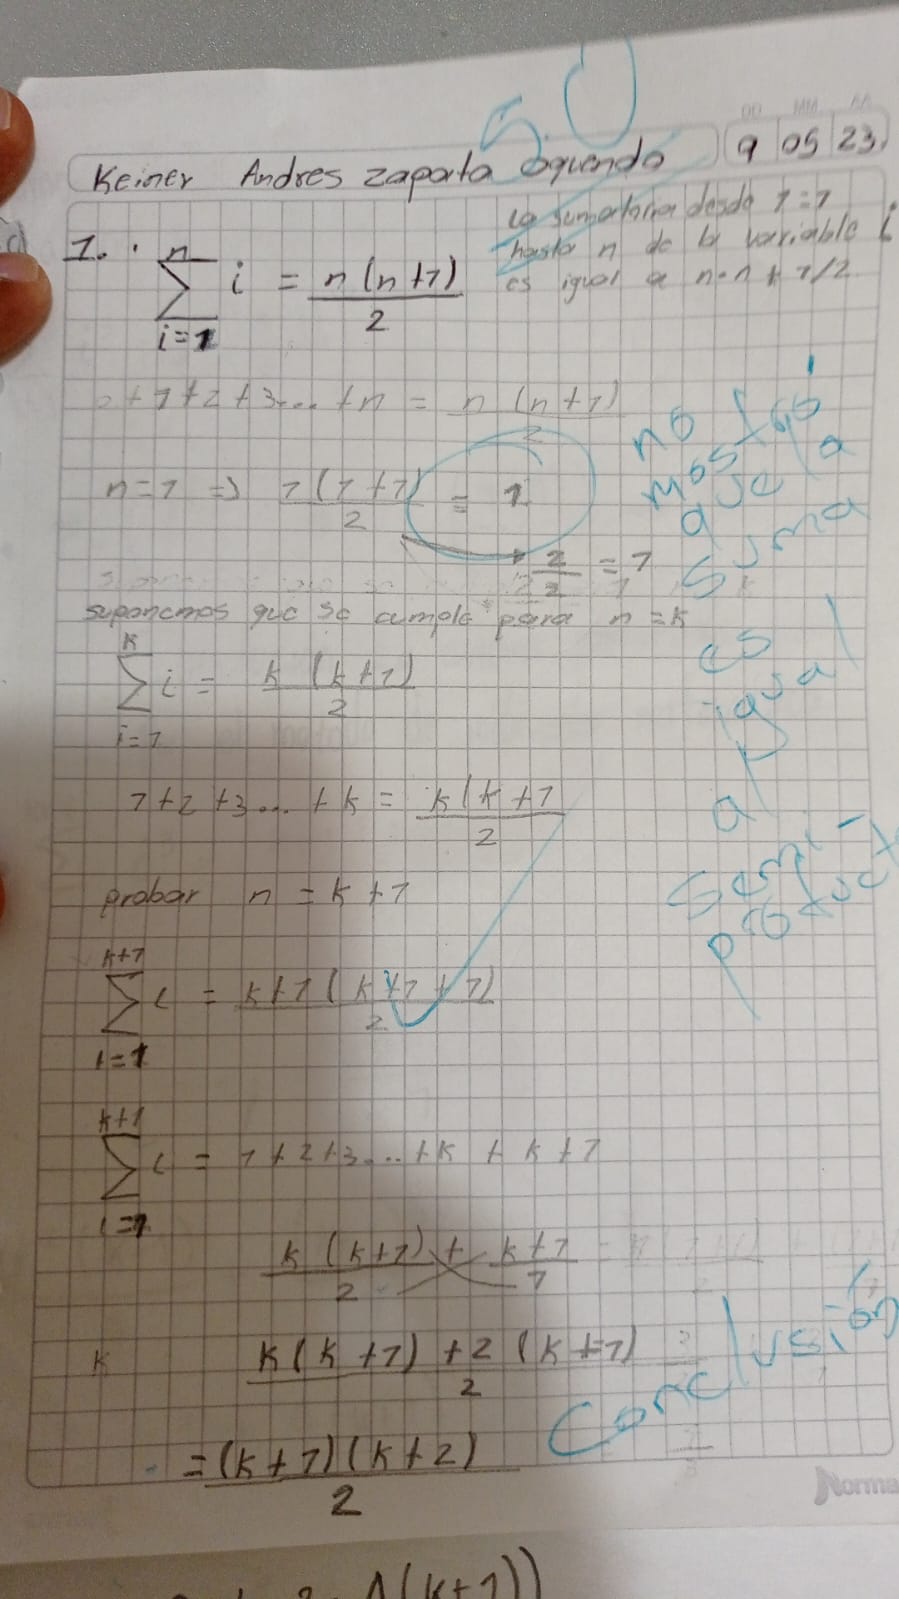 5.0
DD MM AA
Keiner Andres zapata Oquendo 9 05 23
la sumatoria desde 1=1
hasta n de la variable i
es igual a n·n+1/2
1. · \sum_{i=1}^{n} i = \frac{n(n+1)}{2}
0+1+2+3...+n = \frac{n(n+1)}{2}
n=1 => \frac{1(1+1)}{2} = 1
→ \frac{2}{2} = 1
no mostras
que la
suma
es
igual
al
semi-
product
suponemos que se cumple para n=k
\sum_{i=1}^{k} i = \frac{k(k+1)}{2}
1+2+3...+k = \frac{k(k+1}{2}
probar n=k+1
\sum_{i=1}^{k+1} i = \frac{k+1(k+1+1)}{2}
\sum_{i=1}^{k+1} i = 1+2+3...+k+k+1
\frac{k(k+1)}{2} + \frac{k+1}{1}
k \frac{k(k+1)+2(k+1)}{2}
Conclusión
= \frac{(k+1)(k+2)}{2}
Norma
(k+1))